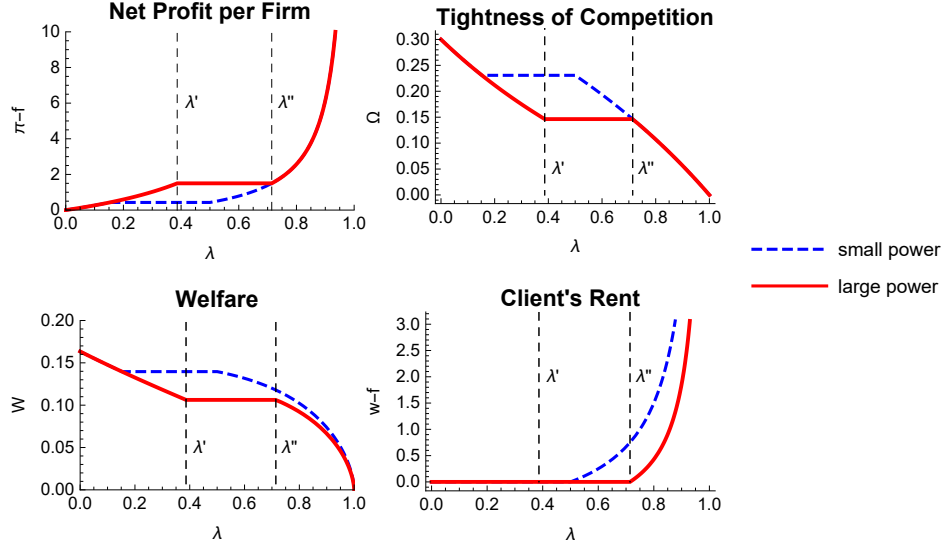 Net Profit per Firm
π-f
10
8
6
4
2
0
0.0 0.2 0.4 0.6 0.8 1.0
λ
λ'
λ''
Tightness of Competition
Ω
0.30
0.25
0.20
0.15
0.10
0.05
0.00
0.0 0.2 0.4 0.6 0.8 1.0
λ
λ'
λ''
small power
large power
Welfare
W
0.20
0.15
0.10
0.05
0.00
0.0 0.2 0.4 0.6 0.8 1.0
λ
λ'
λ''
Client's Rent
w-f
3.0
2.5
2.0
1.5
1.0
0.5
0.0
0.0 0.2 0.4 0.6 0.8 1.0
λ
λ'
λ''